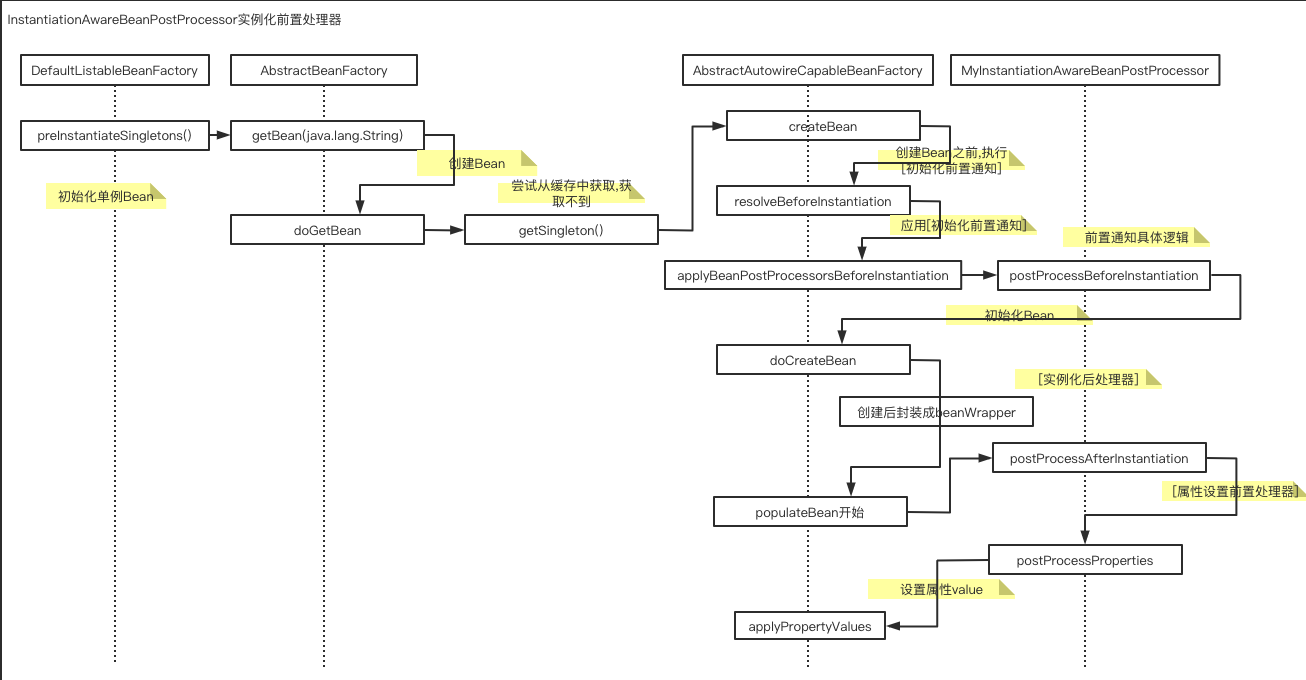 InstantiationAwareBeanPostProcessor实例化前置处理器
DefaultListableBeanFactory
AbstractBeanFactory
AbstractAutowireCapableBeanFactory
MyInstantiationAwareBeanPostProcessor
preInstantiateSingletons()
getBean(java.lang.String)
createBean
创建Bean
创建Bean之前,执行
[初始化前置通知]
初始化单例Bean
尝试从缓存中获取,获
取不到
resolveBeforeInstantiation
doGetBean
getSingleton()
应用[初始化前置通知]
前置通知具体逻辑
applyBeanPostProcessorsBeforeInstantiation
postProcessBeforeInstantiation
初始化Bean
doCreateBean
[实例化后处理器]
创建后封装成beanWrapper
postProcessAfterInstantiation
[属性设置前置处理器]
populateBean开始
postProcessProperties
设置属性value
applyPropertyValues